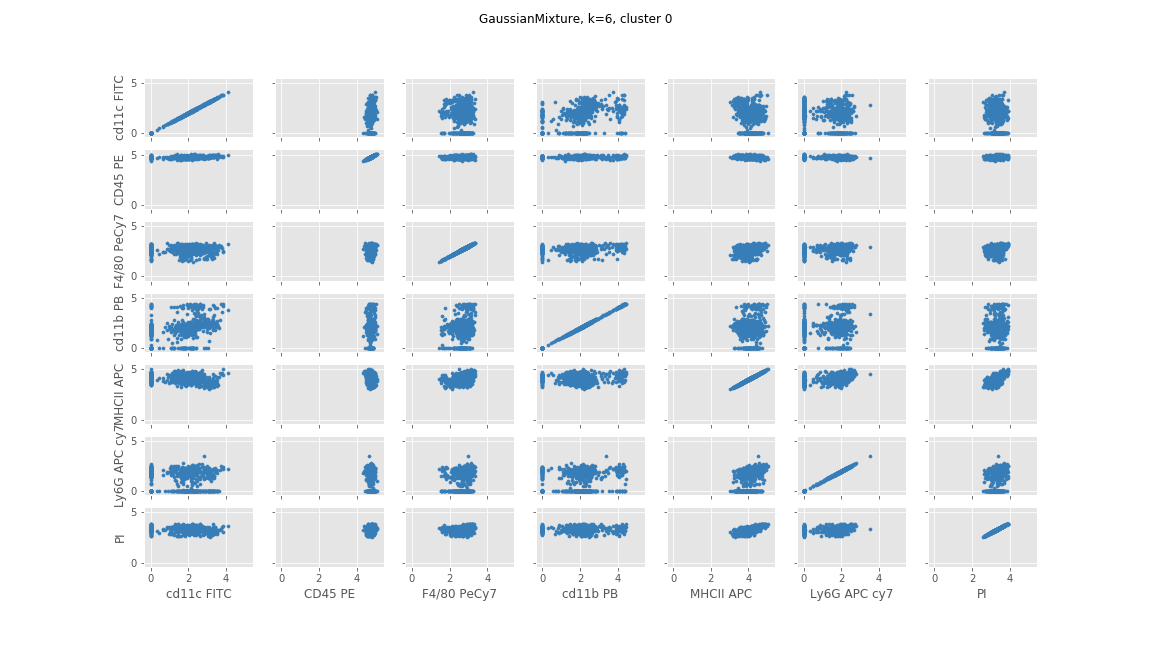 GaussianMixture, k=6, cluster 0
cd11c FITC
5
0
CD45 PE
5
0
F4/80 PeCy7
5
0
cd11b PB
5
0
MHCII APC
5
0
Ly6G APC cy7
5
0
PI
5
0
0 2 4 0 2 4 0 2 4 0 2 4 0 2 4 0 2 4 0 2 4
cd11c FITC CD45 PE F4/80 PeCy7 cd11b PB MHCII APC Ly6G APC cy7 PI